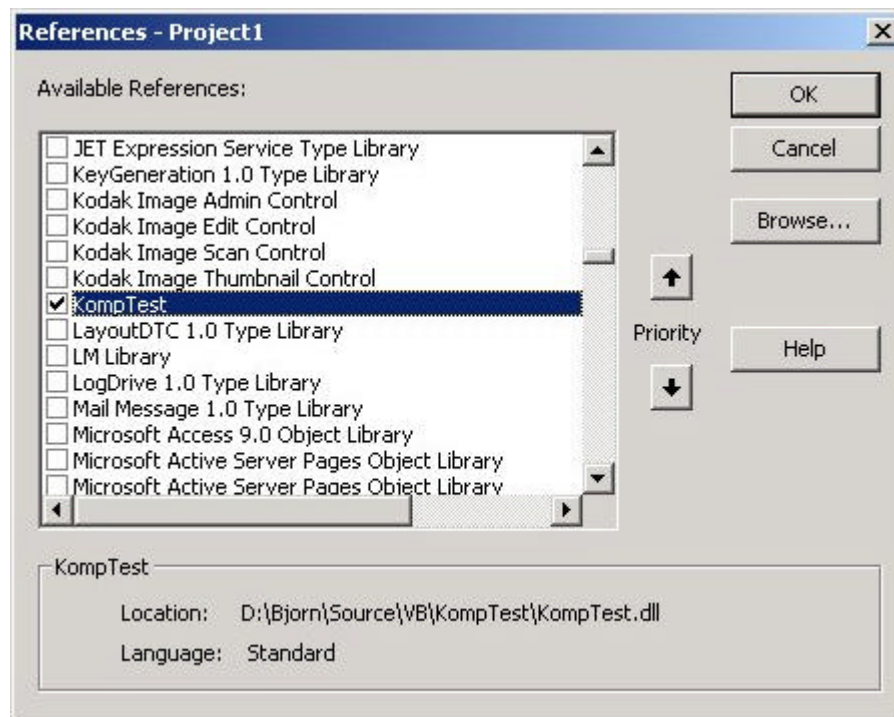 References - Project1
Available References:
OK
Cancel
Browse...
Help
JET Expression Service Type Library
KeyGeneration 1.0 Type Library
Kodak Image Admin Control
Kodak Image Edit Control
Kodak Image Scan Control
Kodak Image Thumbnail Control
KompTest
LayoutDTC 1.0 Type Library
LM Library
LogDrive 1.0 Type Library
Mail Message 1.0 Type Library
Microsoft Access 9.0 Object Library
Microsoft Active Server Pages Object Library
Microsoft Active Server Pages Object Library
Priority
KompTest
Location: D:\Bjorn\Source\VB\KompTest\KompTest.dll
Language: Standard